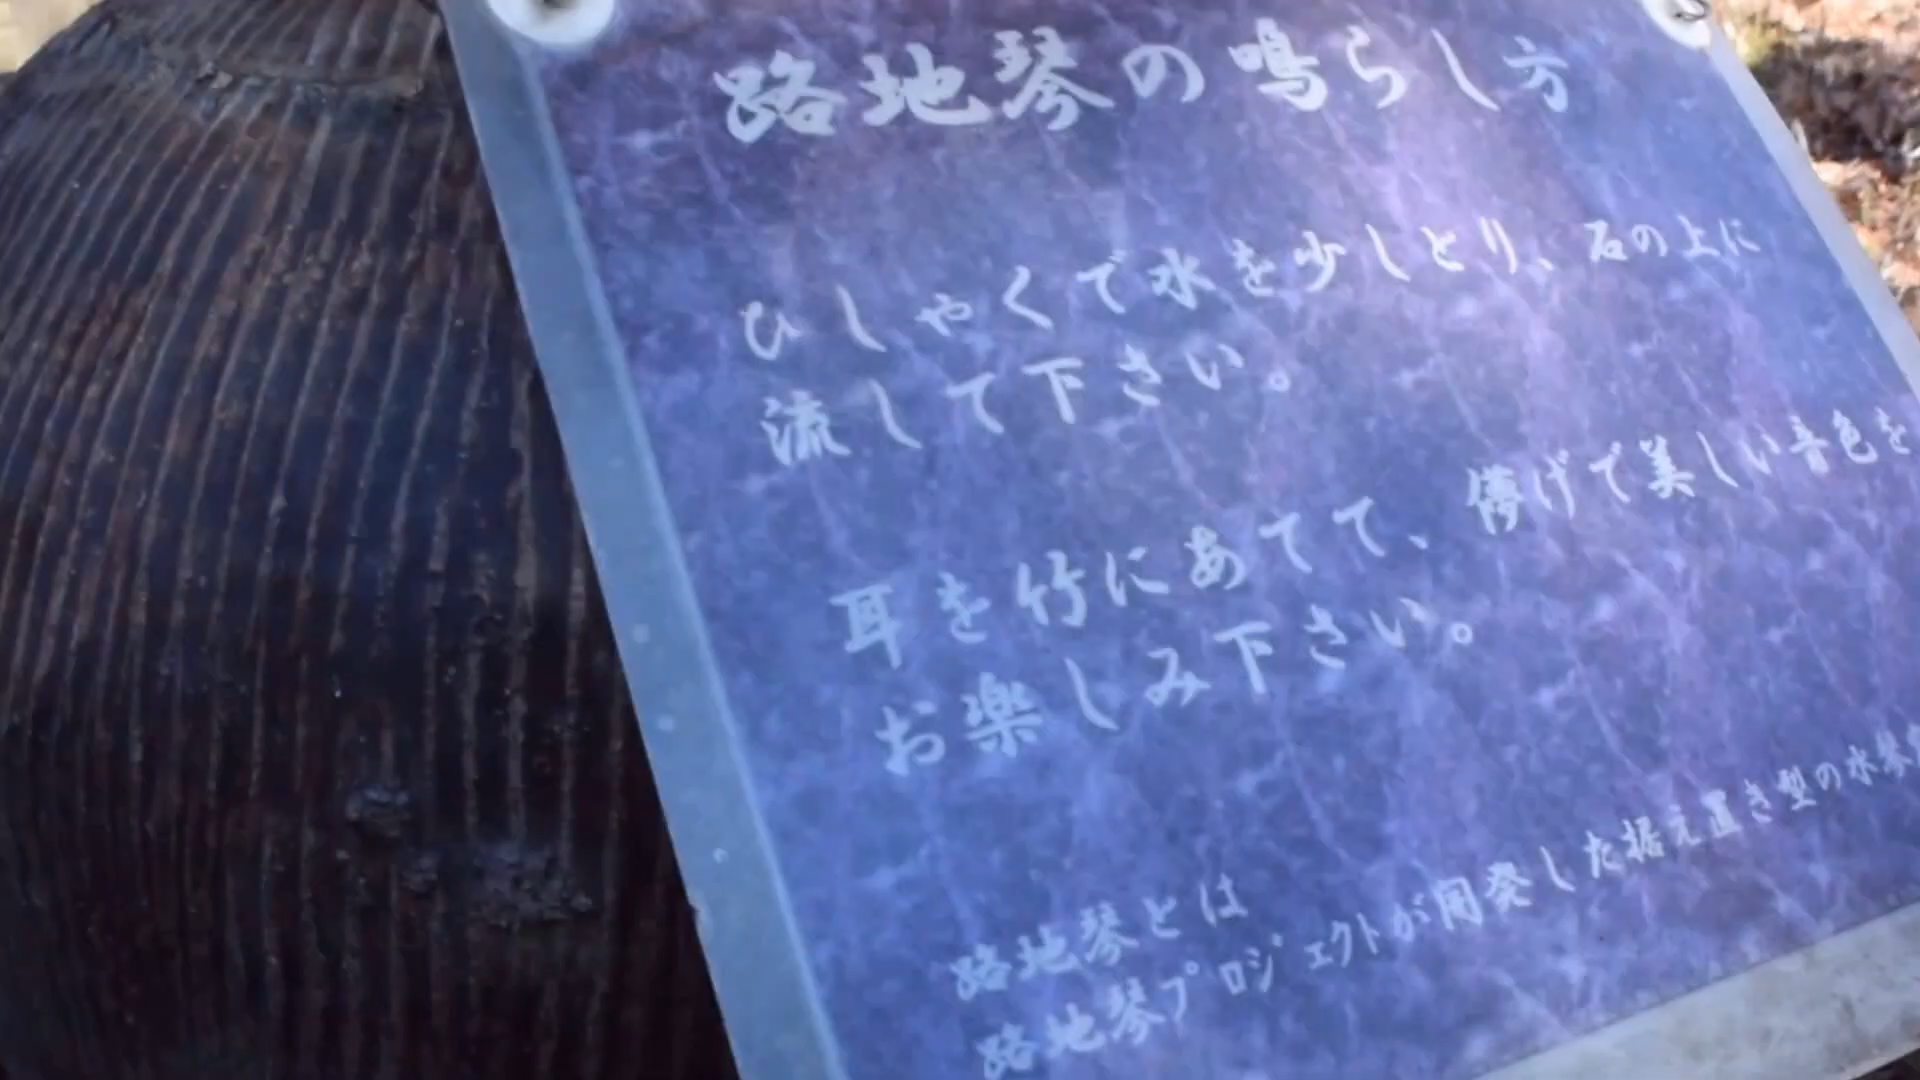 路地琴の鳴らし方
ひしゃくで水を少しとり、石の上に
流して下さい。
耳を竹にあてて、儚げで美しい音色を
お楽しみ下さい。
路地琴とは
路地琴プロジェクトが開発した据え置き型の水琴